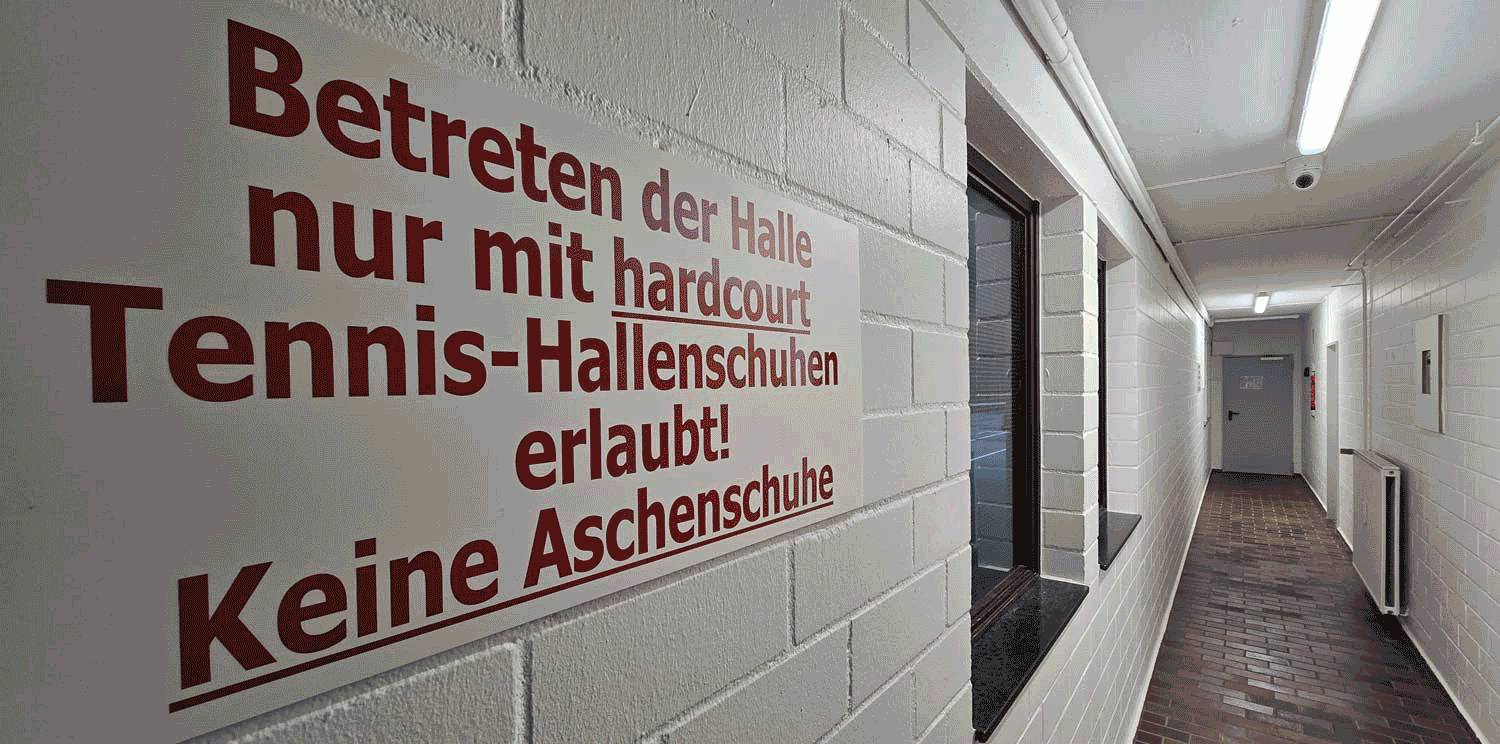 Betreten der Halle
nur mit hardcourt
Tennis-Hallenschuhen
erlaubt!
Keine Aschenschuhe